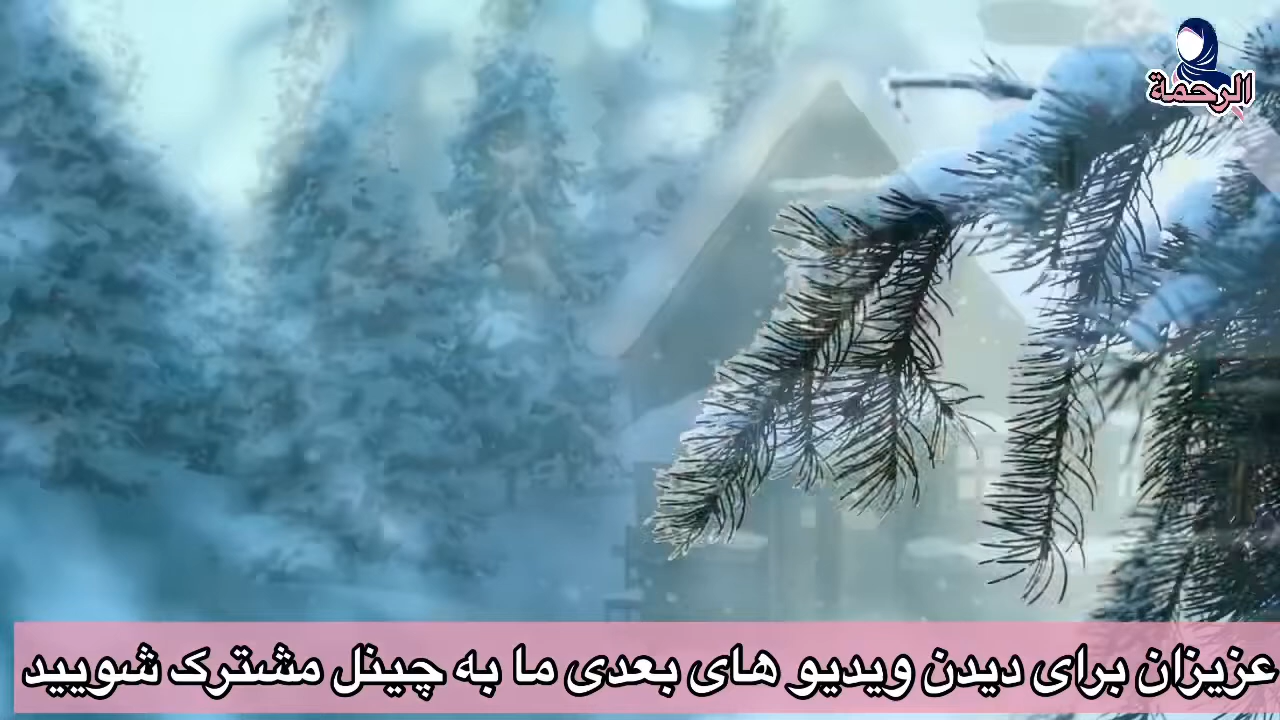 الرحمة
عزیزان برای دیدن ویدیو های بعدی ما به چینل مشترک شویید